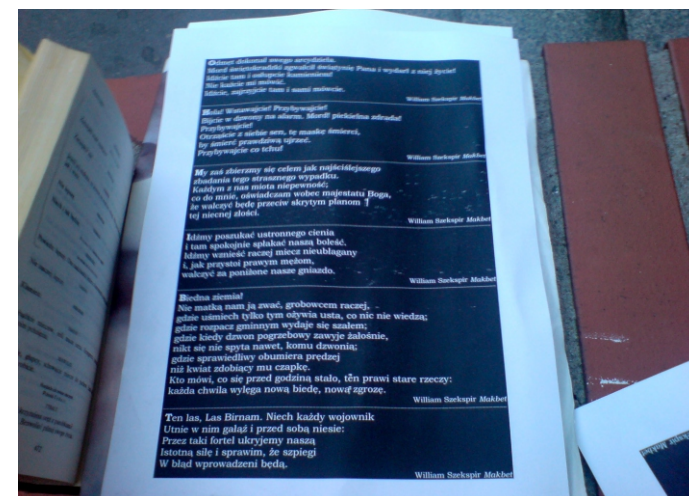 Odmęt dokonał swego arcydzieła.
Mord świętokradzki zgwałcił świątynię Pana i wydarł z niej życie!
Idźcie tam i osłupcie kamieniem!
Nie każcie mi mówić.
Idźcie, zajrzyjcie tam i sami mówcie.
William Szekspir Makbet
Hola! Wstawajcie! Przybywajcie!
Bijcie w dzwony na alarm. Mord! piekielna zdrada!
Przybywajcie!
Otrząście z siebie sen, tę maskę śmierci,
by śmierć prawdziwą ujrzeć.
Przybywajcie co tchu!
William Szekspir Makbet
My zaś zbierzmy się celem jak najściślejszego
zbadania tego strasznego wypadku.
Każdym z nas miota niepewność;
co do mnie, oświadczam wobec majestatu Boga,
że walczyć będę przeciw skrytym planom
tej niecnej złości.
William Szekspir Makbet
Idźmy poszukać ustronnego cienia
i tam spokojnie spłakać naszą boleść.
Idźmy wznieść raczej miecz nieubłagany
i, jak przystoi prawym mężom,
walczyć za poniżone nasze gniazdo.
William Szekspir Makbet
Biedna ziemia!
Nie matką nam ją zwać, grobowcem raczej,
gdzie uśmiech tylko tym ożywia usta, co nic nie wiedzą;
gdzie rozpacz gminnym wydaje się szałem;
gdzie kiedy dzwon pogrzebowy zawyje żałośnie,
nikt się nie spyta nawet, komu dzwonią;
gdzie sprawiedliwy obumiera prędzej
niż kwiat zdobiący mu czapkę.
Kto mówi, co się przed godziną stało, ten prawi stare rzeczy:
każda chwila wylęga nową biedę, nową zgrozę.
William Szekspir Makbet
Ten las, Las Birnam. Niech każdy wojownik
Utnie w nim gałąź i przed sobą niesie:
Przez taki fortel ukryjemy naszą
Istotną siłę i sprawim, że szpiegi
W błąd wprowadzeni będą.
William Szekspir Makbet